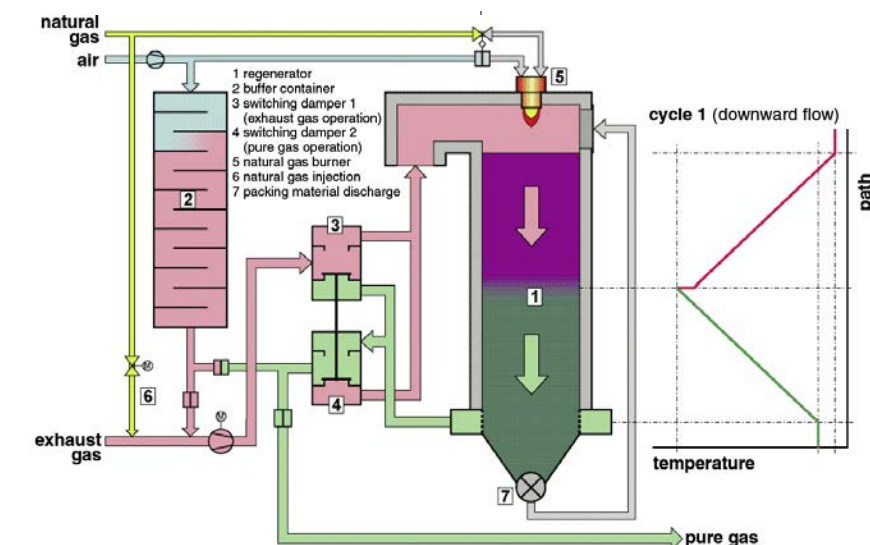 natural
gas
air
1 regenerator
2 buffer container
3 switching damper 1
(exhaust gas operation)
4 switching damper 2
(pure gas operation)
5 natural gas burner
6 natural gas injection
7 packing material discharge
5
cycle 1 (downward flow)
path
2
3
1
M
6
4
M
exhaust
gas
temperature
7
pure gas